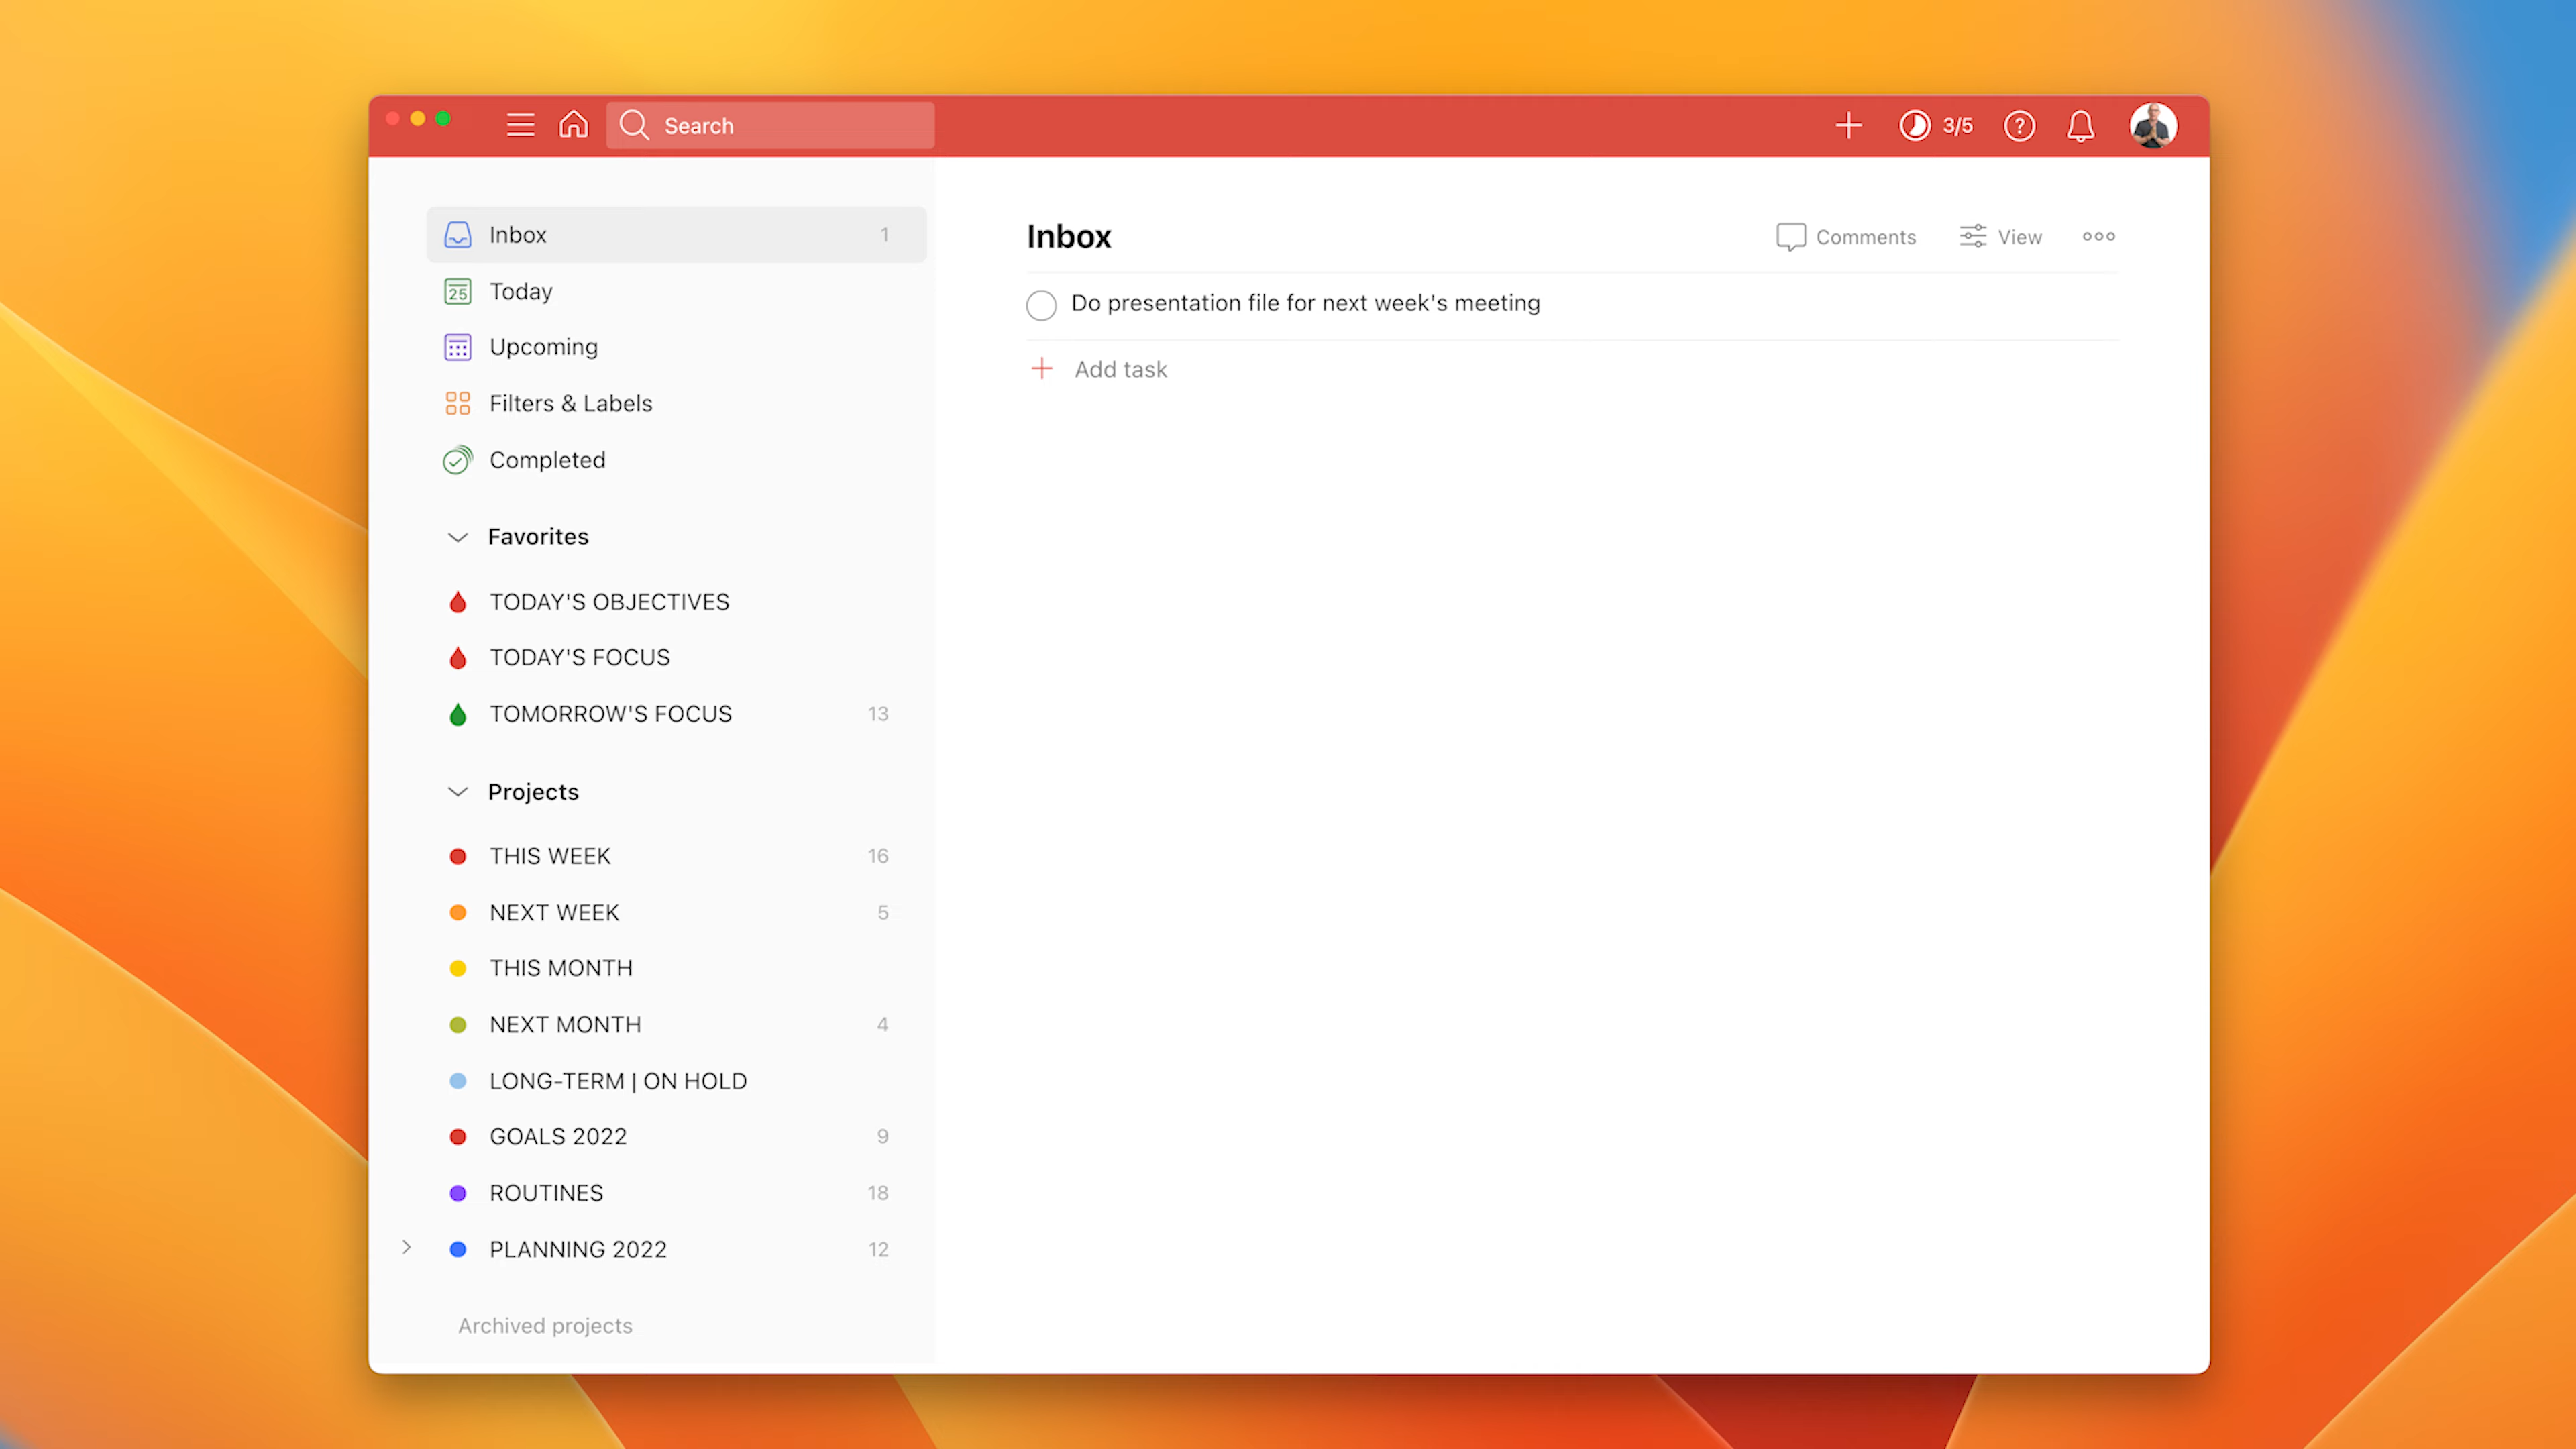 Search
3/5
Inbox 1
25 Today
Upcoming
Filters & Labels
Completed
Favorites
TODAY'S OBJECTIVES
TODAY'S FOCUS
TOMORROW'S FOCUS 13
Projects
THIS WEEK 16
NEXT WEEK 5
THIS MONTH
NEXT MONTH 4
LONG-TERM | ON HOLD
GOALS 2022 9
ROUTINES 18
PLANNING 2022 12
Archived projects
Inbox
Comments View
Do presentation file for next week's meeting
Add task